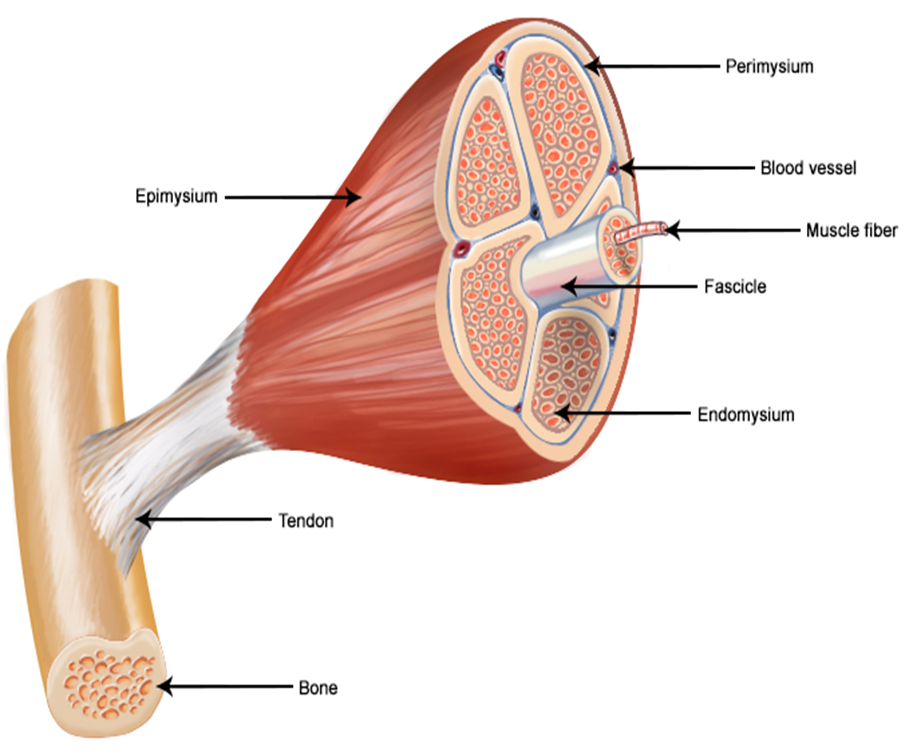 Perimysium
Blood vessel
Epimysium
Muscle fiber
Fascicle
Endomysium
Tendon
Bone